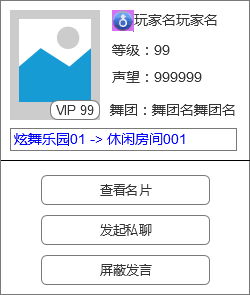 玩家名玩家名
等级：99
声望：999999
VIP 99
舞团：舞团名舞团名
炫舞乐园01 -> 休闲房间001
查看名片
发起私聊
屏蔽发言